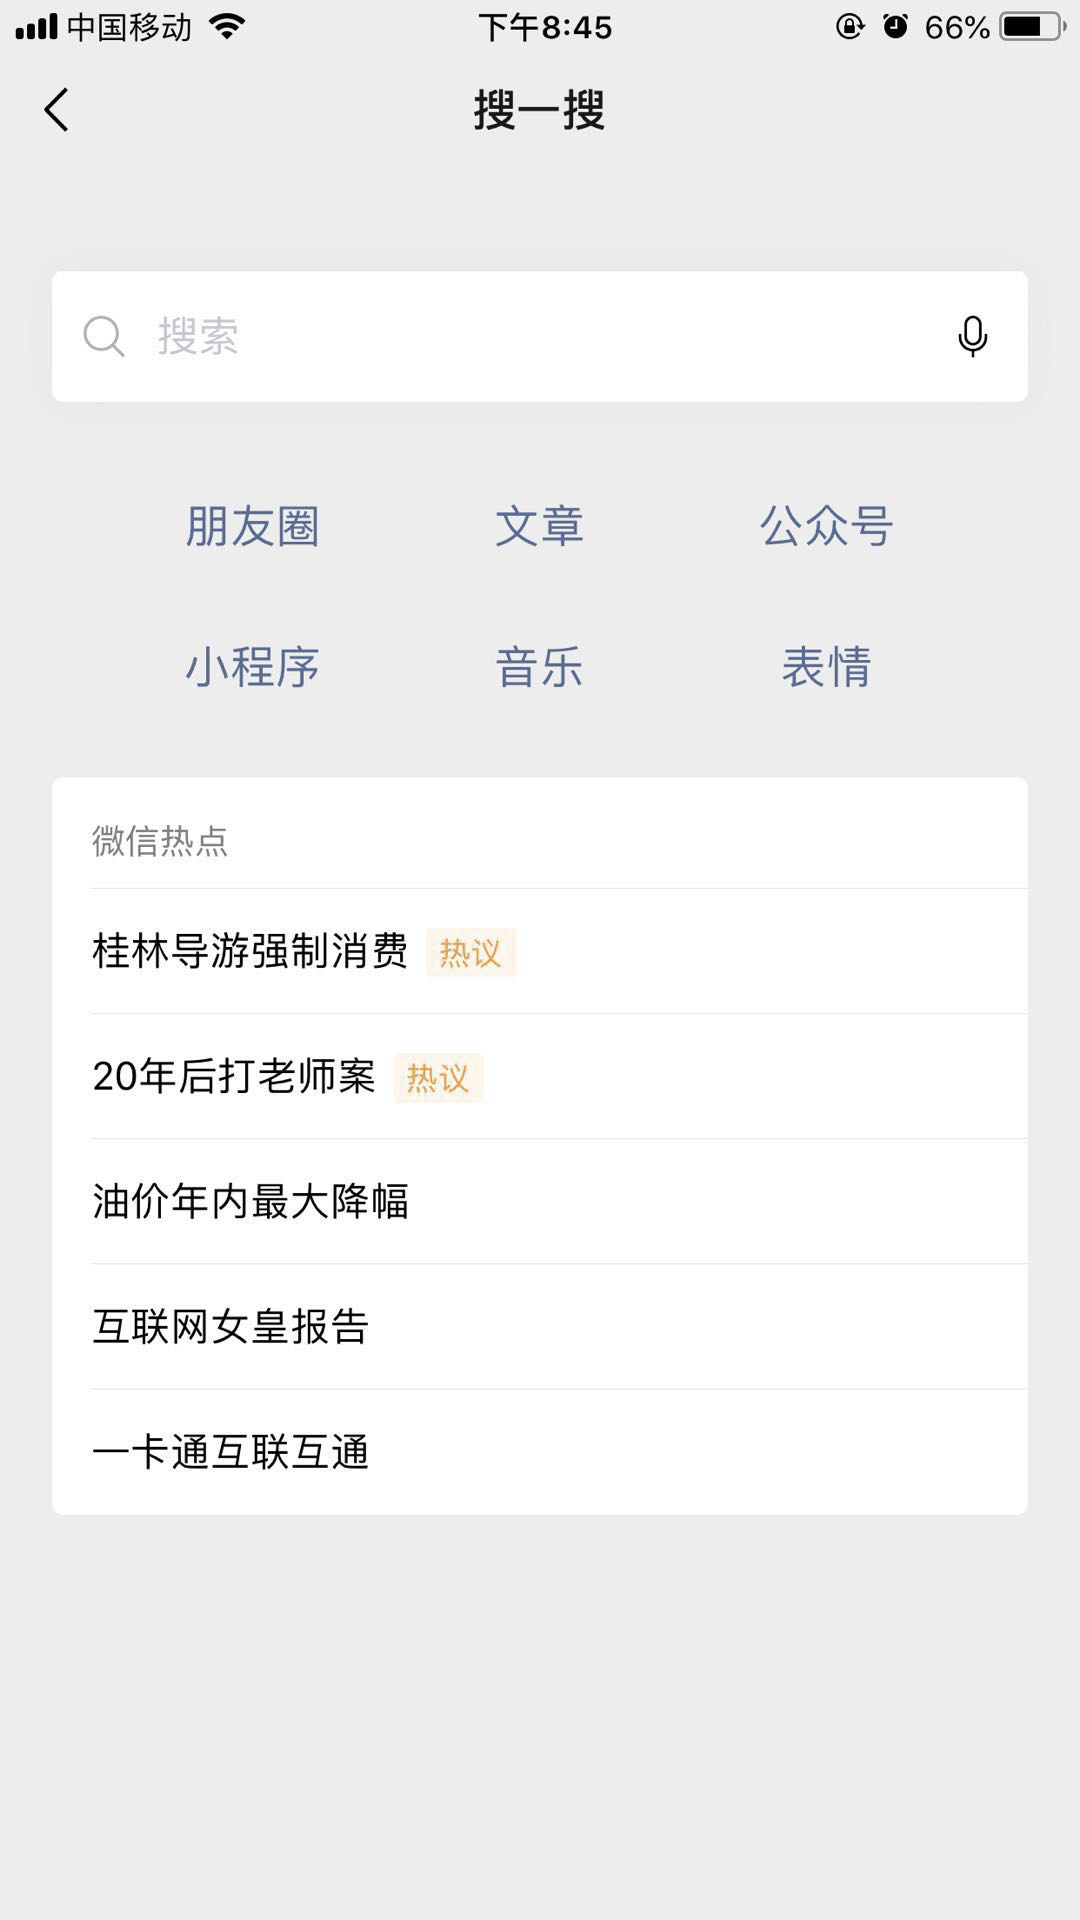 中国移动 下午8:45 66%
搜一搜
搜索
朋友圈 文章 公众号
小程序 音乐 表情
微信热点
桂林导游强制消费 热议
20年后打老师案 热议
油价年内最大降幅
互联网女皇报告
一卡通互联互通